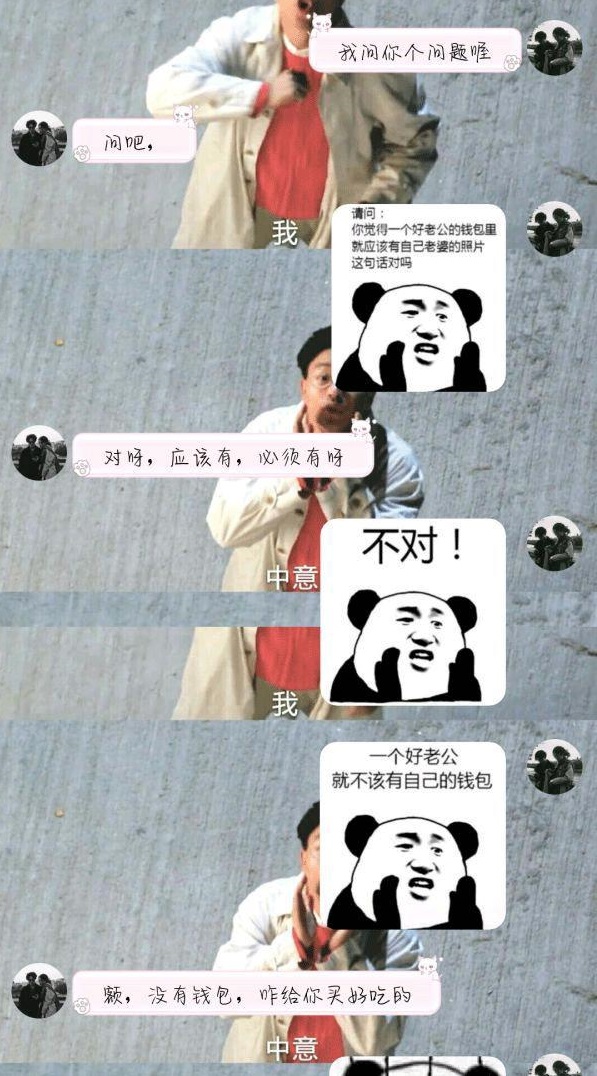 我问你个问题喔
问吧，
我
请问：
你觉得一个好老公的钱包里
就应该有自己老婆的照片
这句话对吗
对呀，应该有，必须有呀
不对！
中意
我
一个好老公
就不该有自己的钱包
额，没有钱包，咋给你买好吃的
中意